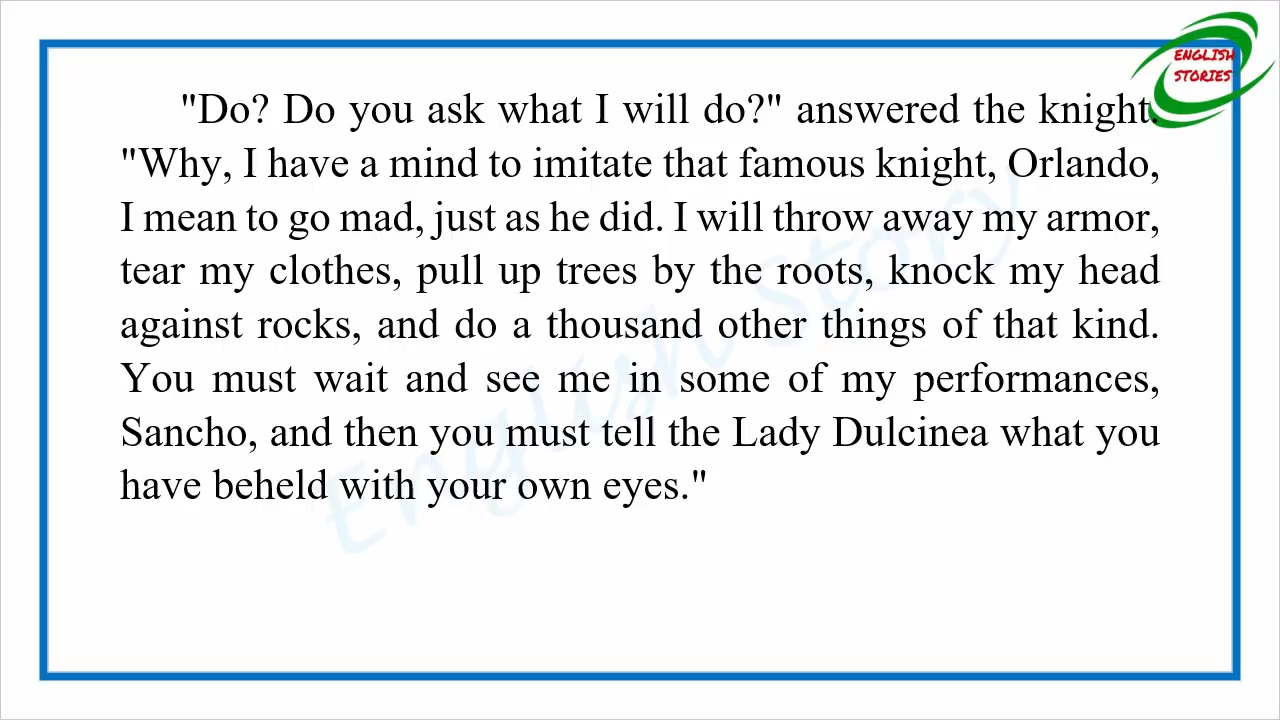 ENGLISH
STORIES
"Do? Do you ask what I will do?" answered the knight.
"Why, I have a mind to imitate that famous knight, Orlando,
I mean to go mad, just as he did. I will throw away my armor,
tear my clothes, pull up trees by the roots, knock my head
against rocks, and do a thousand other things of that kind.
You must wait and see me in some of my performances,
Sancho, and then you must tell the Lady Dulcinea what you
have beheld with your own eyes."
English Story